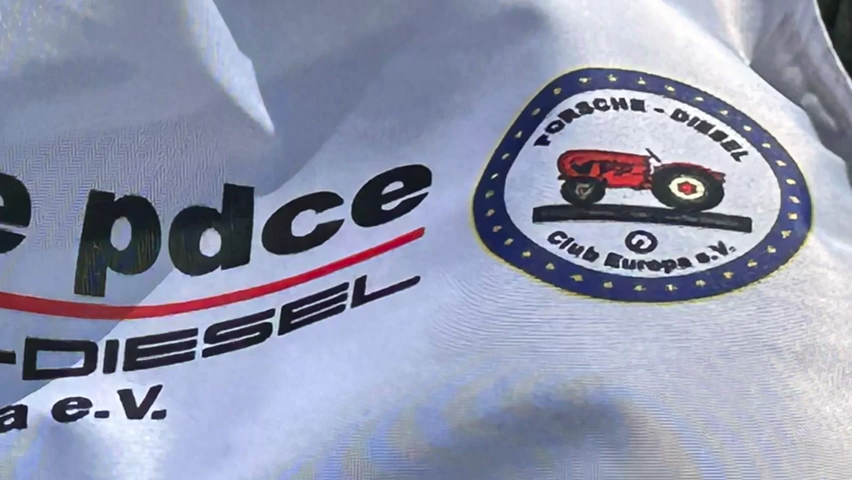 e pdce
-DIESEL
a e.V.
PORSCHE - DIESEL
Club Europa e.V.